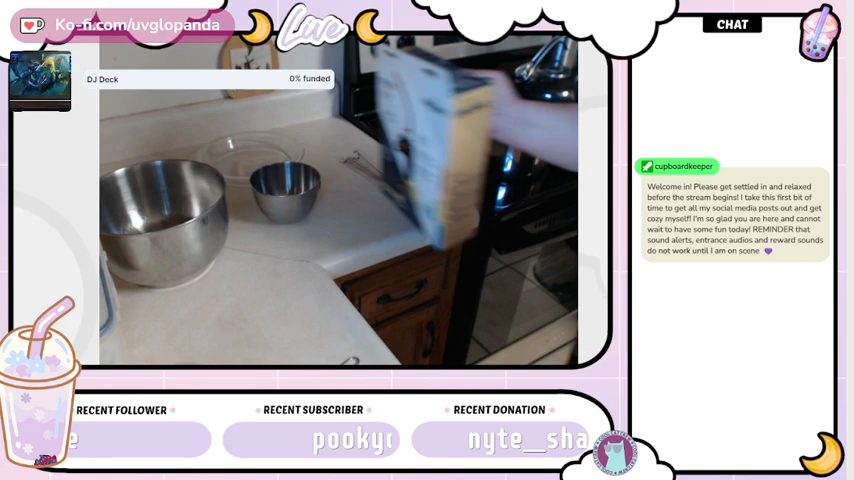 Ko-fi.com/uvglopanda
Live
CHAT
DJ Deck
0% funded
cupboardkeeper
Welcome in! Please get settled in and relaxed
before the stream begins! I take this first bit of
time to get all my social media posts out and get
cozy myself! I'm so glad you are here and cannot
wait to have some fun today! REMINDER that
sound alerts, entrance audios and reward sounds
do not work until I am on scene
RECENT FOLLOWER
RECENT SUBSCRIBER
RECENT DONATION
e
pooky
nyte__sha